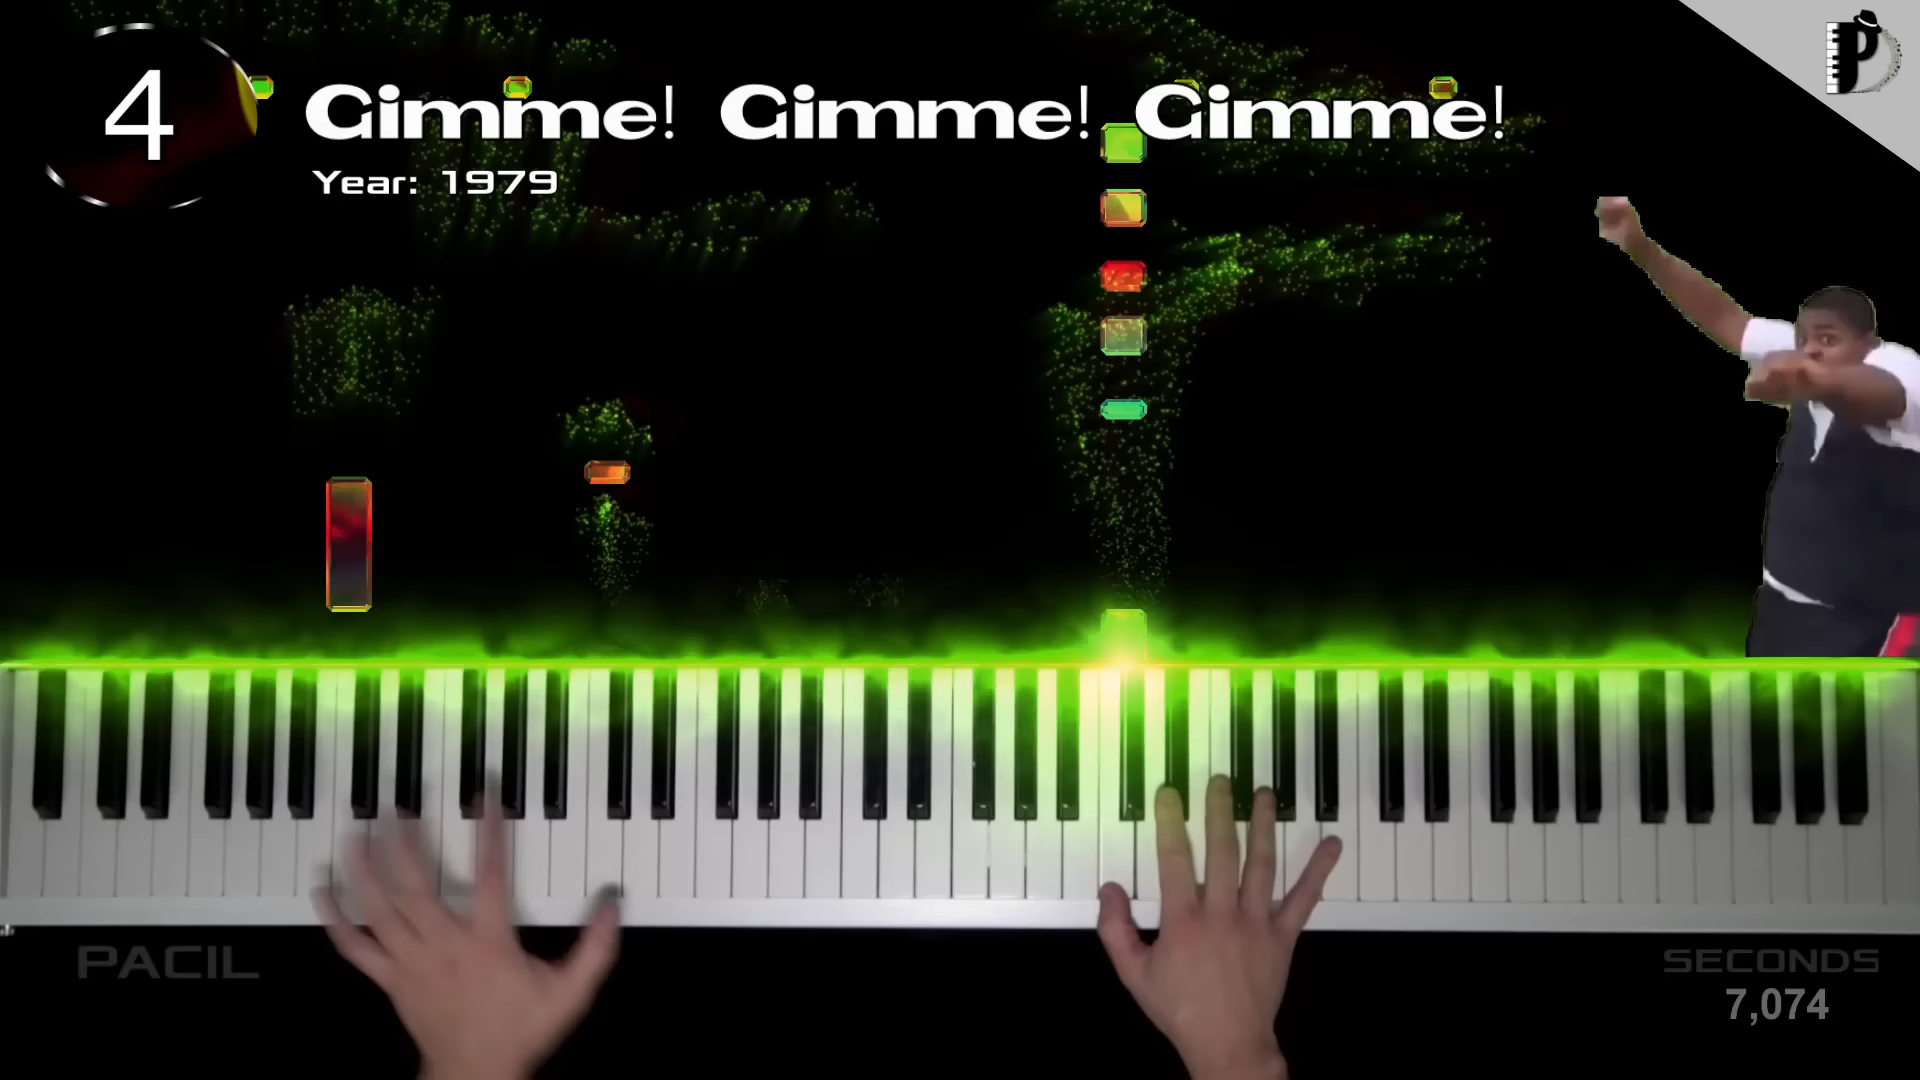 4
Gimme! Gimme! Gimme!
Year: 1979
P
PACIL
SECONDS
7,074